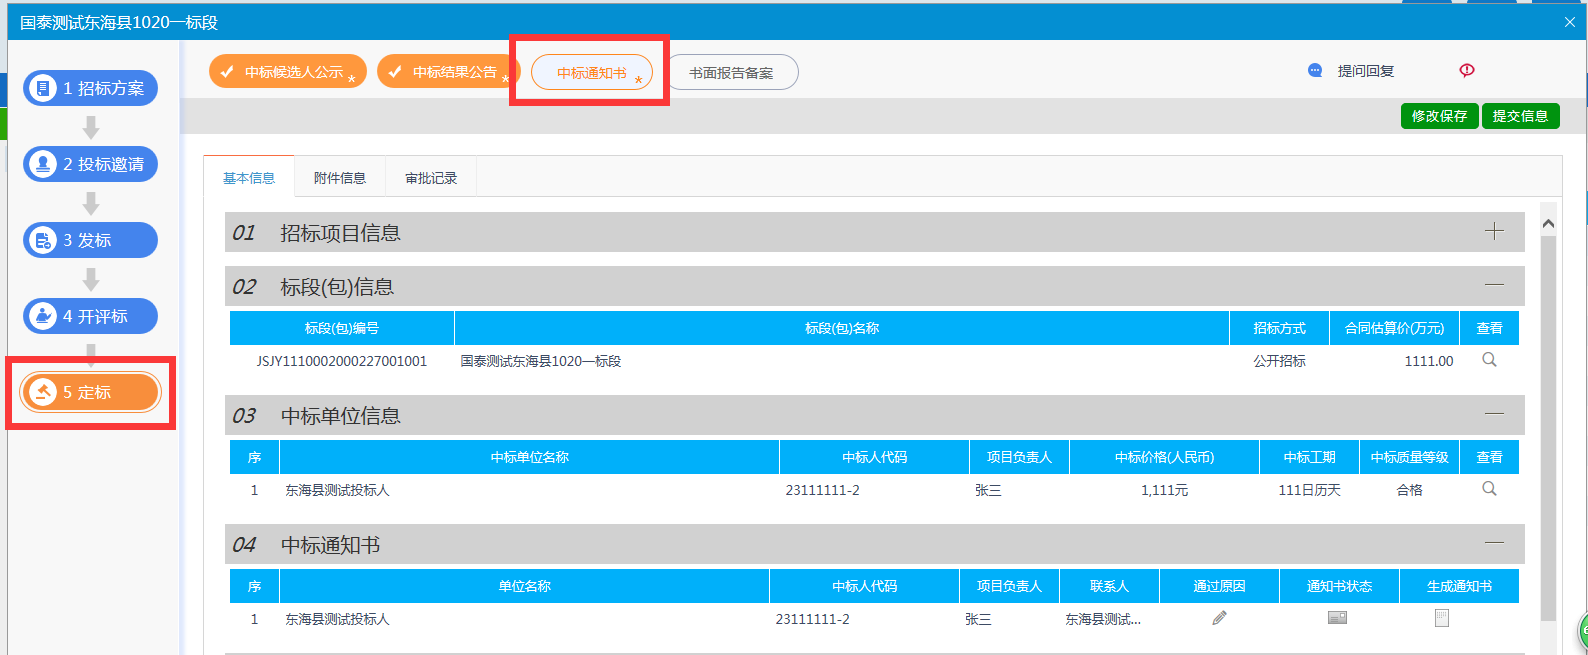 国泰测试东海县1020一标段
1 招标方案
2 投标邀请
3 发标
4 开评标
5 定标
中标候选人公示 * 中标结果公告 * 中标通知书 * 书面报告备案 提问回复
修改保存 提交信息
基本信息 附件信息 审批记录
01 招标项目信息
02 标段(包)信息
标段(包)编号 标段(包)名称 招标方式 合同估算价(万元) 查看
JSJY1110002000227001001 国泰测试东海县1020一标段 公开招标 1111.00
03 中标单位信息
序 中标单位名称 中标人代码 项目负责人 中标价格(人民币) 中标工期 中标质量等级 查看
1 东海县测试投标人 23111111-2 张三 1,111元 111日历天 合格
04 中标通知书
序 单位名称 中标人代码 项目负责人 联系人 通过原因 通知书状态 生成通知书
1 东海县测试投标人 23111111-2 张三 东海县测试...